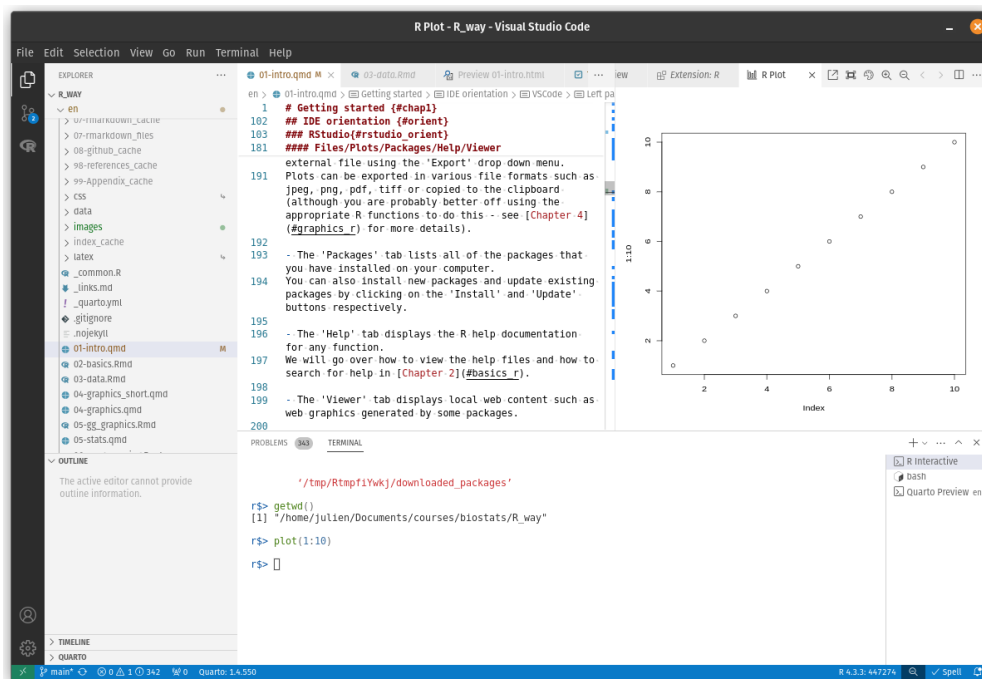 R Plot - R_way - Visual Studio Code
File Edit Selection View Go Run Terminal Help
EXPLORER
R_WAY
en
07-rmarkdown_cache
07-rmarkdown_files
08-github_cache
98-references_cache
99-Appendix_cache
css
data
images
index_cache
latex
_common.R
_links.md
_quarto.yml
.gitignore
.nojekyll
01-intro.qmd M
02-basics.Rmd
03-data.Rmd
04-graphics_short.qmd
04-graphics.qmd
05-gg_graphics.Rmd
05-stats.qmd
OUTLINE
The active editor cannot provide
outline information.
TIMELINE
QUARTO
01-intro.qmd M
03-data.Rmd
Preview 01-intro.html
en > 01-intro.qmd > Getting started > IDE orientation > VSCode > Left pa
1 # Getting started {#chap1}
102 ## IDE orientation {#orient}
103 ### RStudio{#rstudio_orient}
181 #### Files/Plots/Packages/Help/Viewer
external file using the 'Export' drop down menu.
191 Plots can be exported in various file formats such as
jpeg, png, pdf, tiff or copied to the clipboard
(although you are probably better off using the
appropriate R functions to do this - see [Chapter 4]
(#graphics_r) for more details).
192
193 - The 'Packages' tab lists all of the packages that
you have installed on your computer.
194 You can also install new packages and update existing
packages by clicking on the 'Install' and 'Update'
buttons respectively.
195
196 - The 'Help' tab displays the R help documentation
for any function.
197 We will go over how to view the help files and how to
search for help in [Chapter 2](#basics_r).
198
199 - The 'Viewer' tab displays local web content such as
web graphics generated by some packages.
200
iew
Extension: R
R Plot
10
8
6
4
2
1:10
2 4 6 8 10
Index
PROBLEMS 343 TERMINAL
'/tmp/RtmpfiYwkj/downloaded_packages'
r$> getwd()
[1] "/home/julien/Documents/courses/biostats/R_way"
r$> plot(1:10)
r$>
R Interactive
bash
Quarto Preview en
2
main* 0 1 342 0 Quarto: 1.4.550
R 4.3.3: 447274 Spell